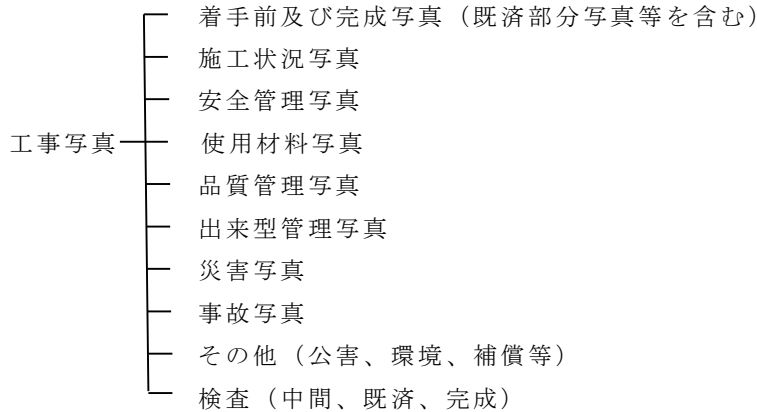 着手前及び完成写真（既済部分写真等を含む）
施工状況写真
安全管理写真
工事写真 使用材料写真
品質管理写真
出来型管理写真
災害写真
事故写真
その他（公害、環境、補償等）
検査（中間、既済、完成）